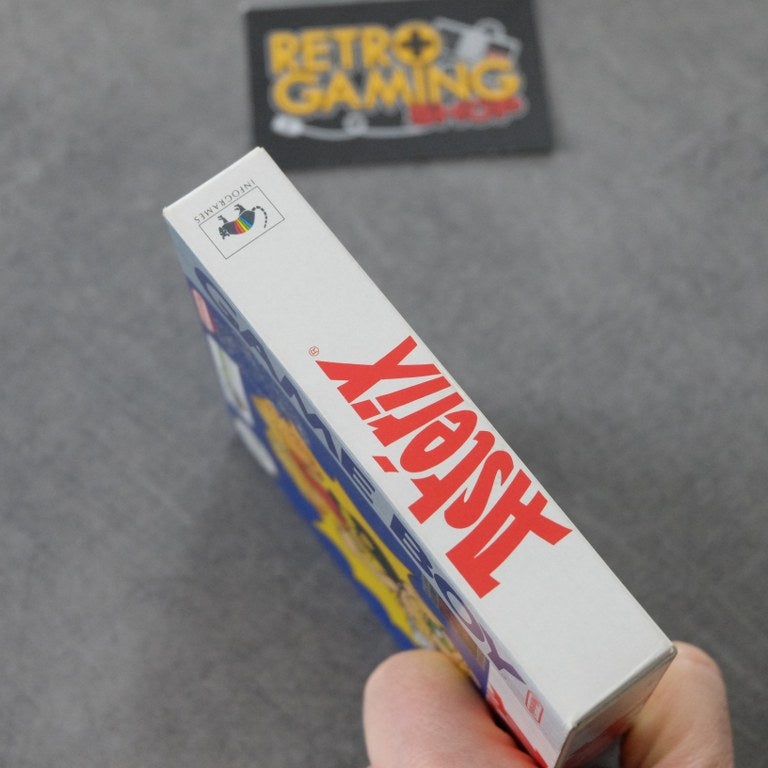 RETRO
GAMING
SHOP
INFOGRAMES
Asterix
®
GAME BOY